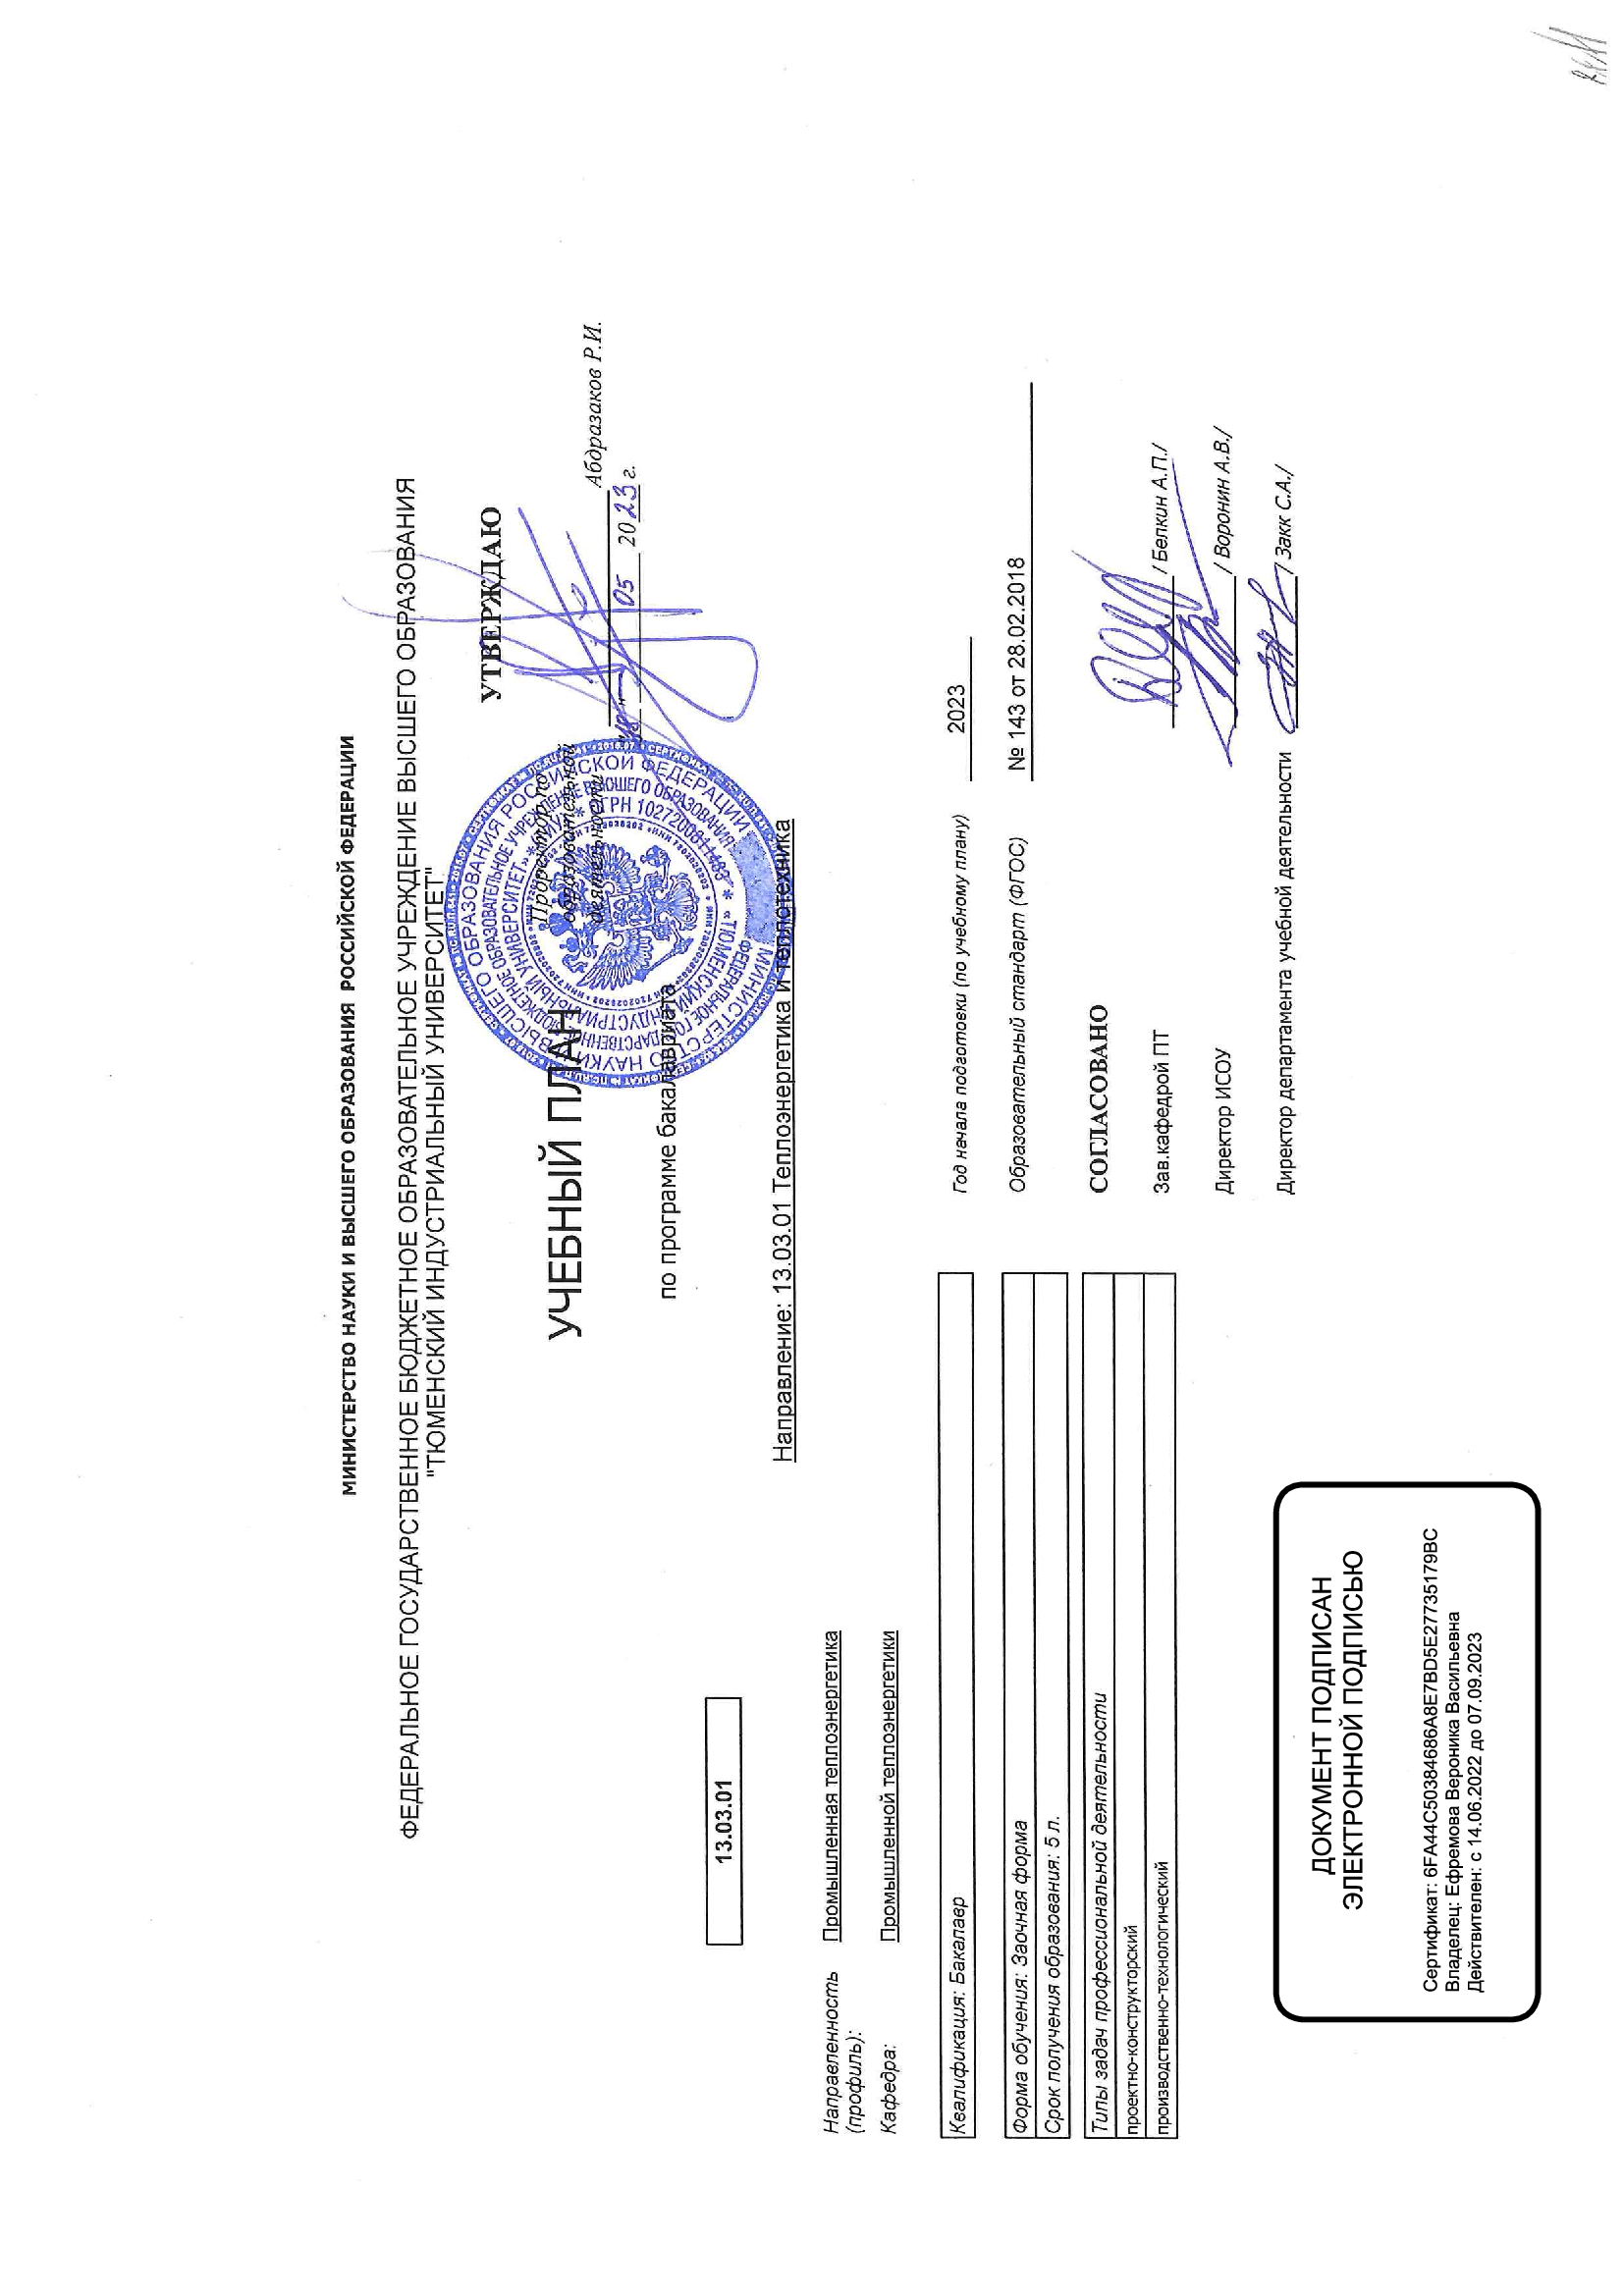 МИНИСТЕРСТВО НАУКИ И ВЫСШЕГО ОБРАЗОВАНИЯ РОССИЙСКОЙ ФЕДЕРАЦИИ
ФЕДЕРАЛЬНОЕ ГОСУДАРСТВЕННОЕ БЮДЖЕТНОЕ ОБРАЗОВАТЕЛЬНОЕ УЧРЕЖДЕНИЕ ВЫСШЕГО ОБРАЗОВАНИЯ
"ТЮМЕНСКИЙ ИНДУСТРИАЛЬНЫЙ УНИВЕРСИТЕТ"
УТВЕРЖДАЮ
Проректор по
образовательной
деятельности
Абдразаков Р.И.
05 2023 г.
УЧЕБНЫЙ ПЛАН
по программе бакалавриата
13.03.01
Направление: 13.03.01 Теплоэнергетика и теплотехника
Направленность
(профиль):
Промышленная теплоэнергетика
Кафедра: Промышленной теплоэнергетики
Квалификация: Бакалавр
Форма обучения: Заочная форма
Срок получения образования: 5 л.
Типы задач профессиональной деятельности
проектно-конструкторский
производственно-технологический
Год начала подготовки (по учебному плану) 2023
Образовательный стандарт (ФГОС) № 143 от 28.02.2018
СОГЛАСОВАНО
Зав.кафедрой ПТ / Белкин А.П./
Директор ИСОУ / Воронин А.В./
Директор департамента учебной деятельности / Закк С.А./
ДОКУМЕНТ ПОДПИСАН
ЭЛЕКТРОННОЙ ПОДПИСЬЮ
Сертификат: 6FA44C50384686A8E7BD5E27735179BC
Владелец: Ефремова Вероника Васильевна
Действителен: с 14.06.2022 до 07.09.2023